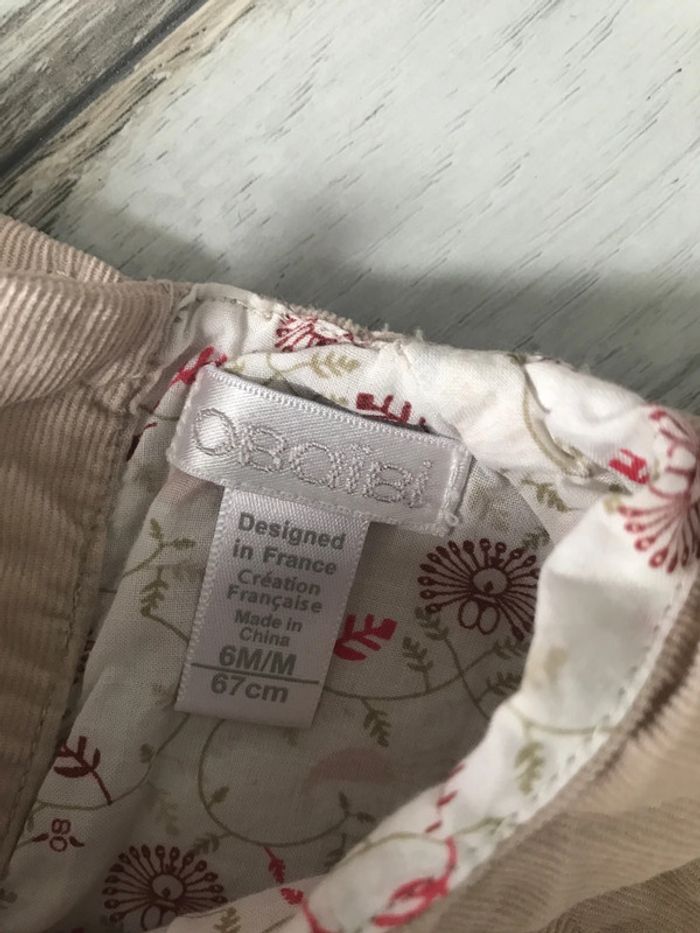 OBAÏBI
Designed
in France
Création
Française
Made in
China
6M/M
67cm